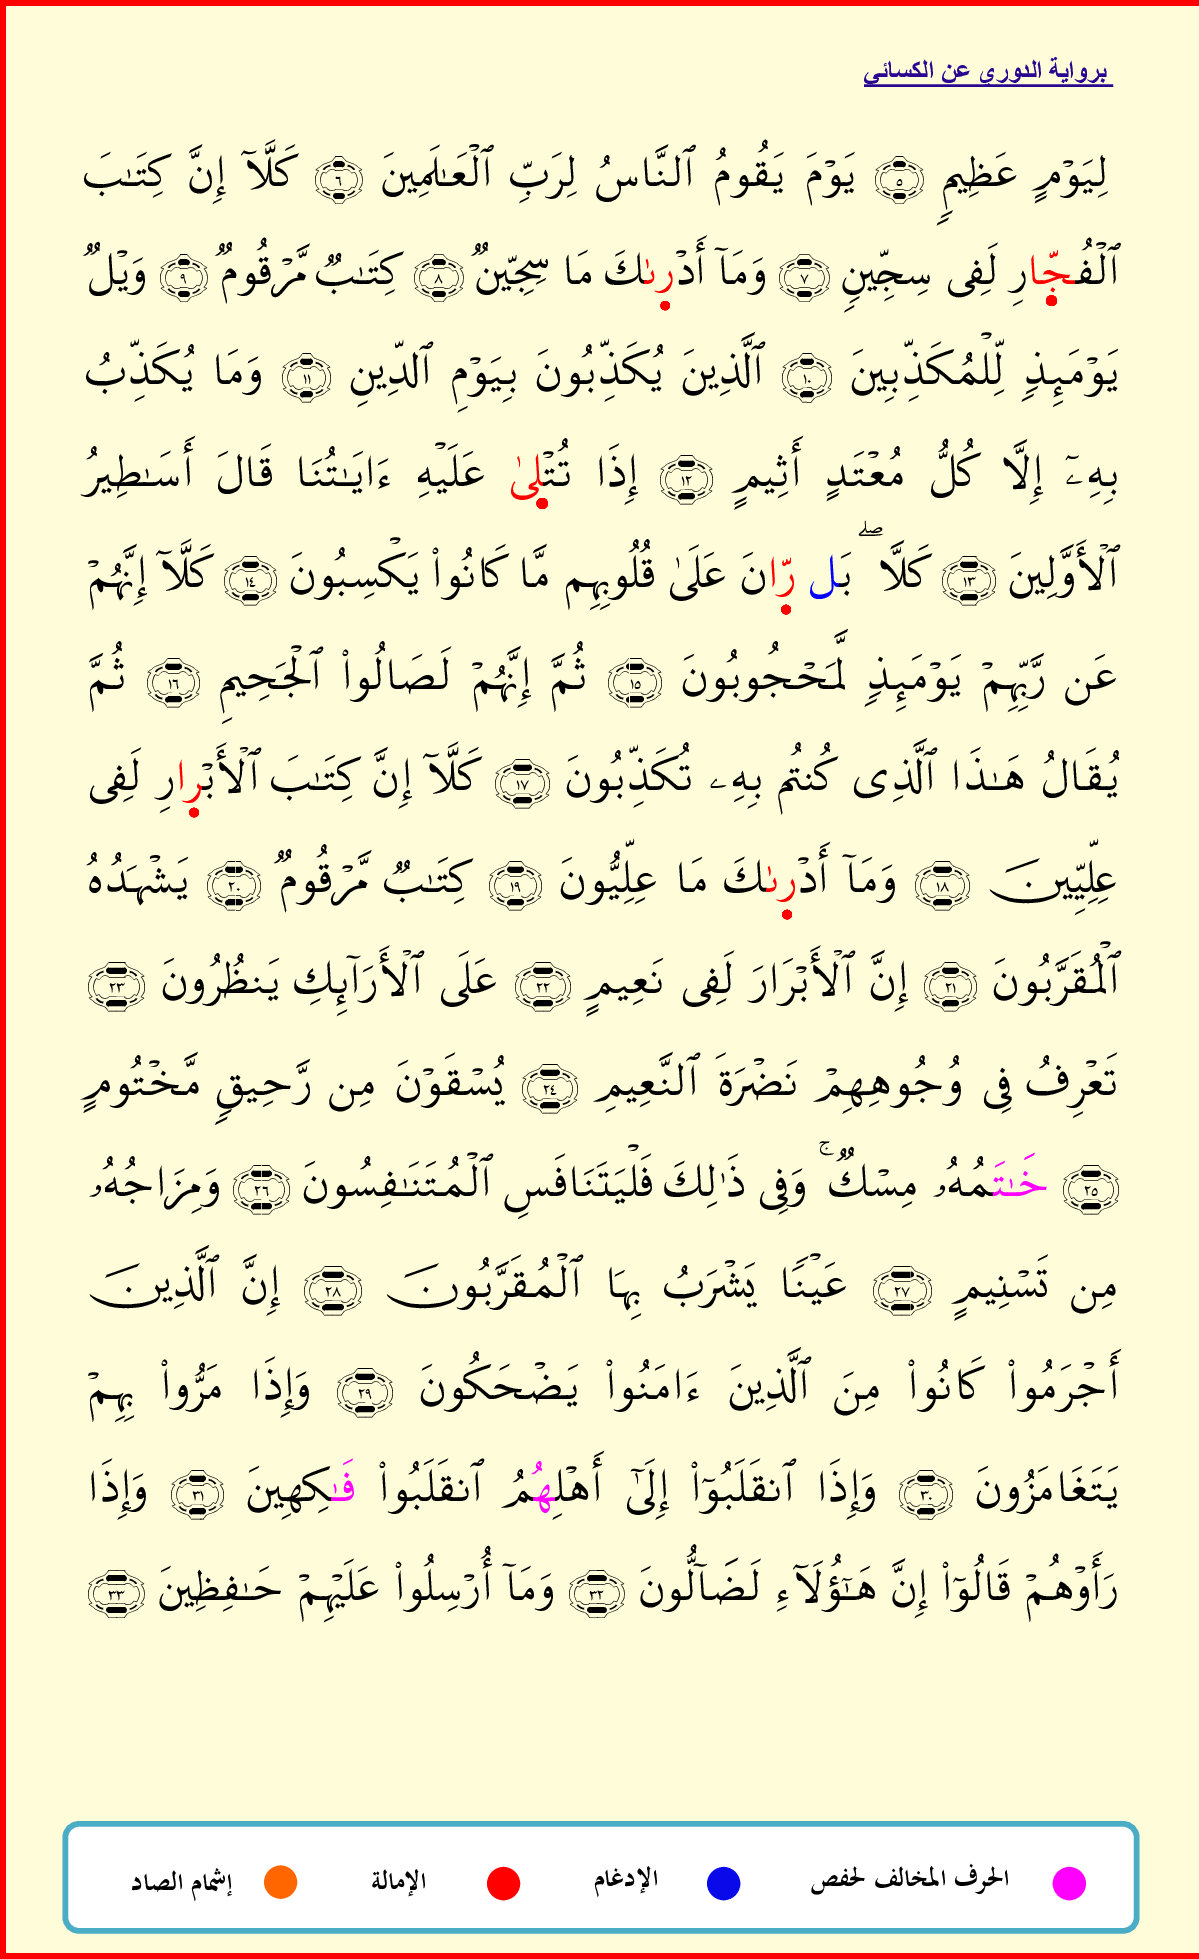 برواية الدوري عن الكسائي
لِيَوْمٍ عَظِيمٍ ٥ يَوْمَ يَقُومُ ٱلنَّاسُ لِرَبِّ ٱلْعَـٰلَمِينَ ٦ كَلَّآ إِنَّ كِتَـٰبَ
ٱلْفُجِّارِ لَفِى سِجِّينٍ ٧ وَمَآ أَدْرِىٰكَ مَا سِجِّينٌ ٨ كِتَـٰبٌ مَّرْقُومٌ ٩ وَيْلٌ
يَوْمَئِذٍ لِّلْمُكَذِّبِينَ ١٠ ٱلَّذِينَ يُكَذِّبُونَ بِيَوْمِ ٱلدِّينِ ١١ وَمَا يُكَذِّبُ
بِهِۦٓ إِلَّا كُلُّ مُعْتَدٍ أَثِيمٍ ١٢ إِذَا تُتْلِىٰ عَلَيْهِ ءَايَـٰتُنَا قَالَ أَسَـٰطِيرُ
ٱلْأَوَّلِينَ ١٣ كَلَّا ۖ بَل رِّانَ عَلَىٰ قُلُوبِهِم مَّا كَانُوا۟ يَكْسِبُونَ ١٤ كَلَّآ إِنَّهُمْ
عَن رَّبِّهِمْ يَوْمَئِذٍ لَّمَحْجُوبُونَ ١٥ ثُمَّ إِنَّهُمْ لَصَالُوا۟ ٱلْجَحِيمِ ١٦ ثُمَّ
يُقَالُ هَـٰذَا ٱلَّذِى كُنتُم بِهِۦ تُكَذِّبُونَ ١٧ كَلَّآ إِنَّ كِتَـٰبَ ٱلْأَبْرِارِ لَفِى
عِلِّيِّينَ ١٨ وَمَآ أَدْرِىٰكَ مَا عِلِّيُّونَ ١٩ كِتَـٰبٌ مَّرْقُومٌ ٢٠ يَشْهَدُهُ
ٱلْمُقَرَّبُونَ ٢١ إِنَّ ٱلْأَبْرَارَ لَفِى نَعِيمٍ ٢٢ عَلَى ٱلْأَرَآئِكِ يَنظُرُونَ ٢٣
تَعْرِفُ فِى وُجُوهِهِمْ نَضْرَةَ ٱلنَّعِيمِ ٢٤ يُسْقَوْنَ مِن رَّحِيقٍ مَّخْتُومٍ
٢٥ خَـٰتَمُهُۥ مِسْكٌ ۚ وَفِى ذَٰلِكَ فَلْيَتَنَافَسِ ٱلْمُتَنَـٰفِسُونَ ٢٦ وَمِزَاجُهُۥ
مِن تَسْنِيمٍ ٢٧ عَيْنًا يَشْرَبُ بِهَا ٱلْمُقَرَّبُونَ ٢٨ إِنَّ ٱلَّذِينَ
أَجْرَمُوا۟ كَانُوا۟ مِنَ ٱلَّذِينَ ءَامَنُوا۟ يَضْحَكُونَ ٢٩ وَإِذَا مَرُّوا۟ بِهِمْ
يَتَغَامَزُونَ ٣٠ وَإِذَا ٱنقَلَبُوٓا۟ إِلَىٰٓ أَهْلِهُمُ ٱنقَلَبُوا۟ فَـٰكِهِينَ ٣١ وَإِذَا
رَأَوْهُمْ قَالُوٓا۟ إِنَّ هَـٰٓؤُلَآءِ لَضَآلُّونَ ٣٢ وَمَآ أُرْسِلُوا۟ عَلَيْهِمْ حَـٰفِظِينَ ٣٣
الحرف المخالف لحفص الإدغام الإمالة إشمام الصاد